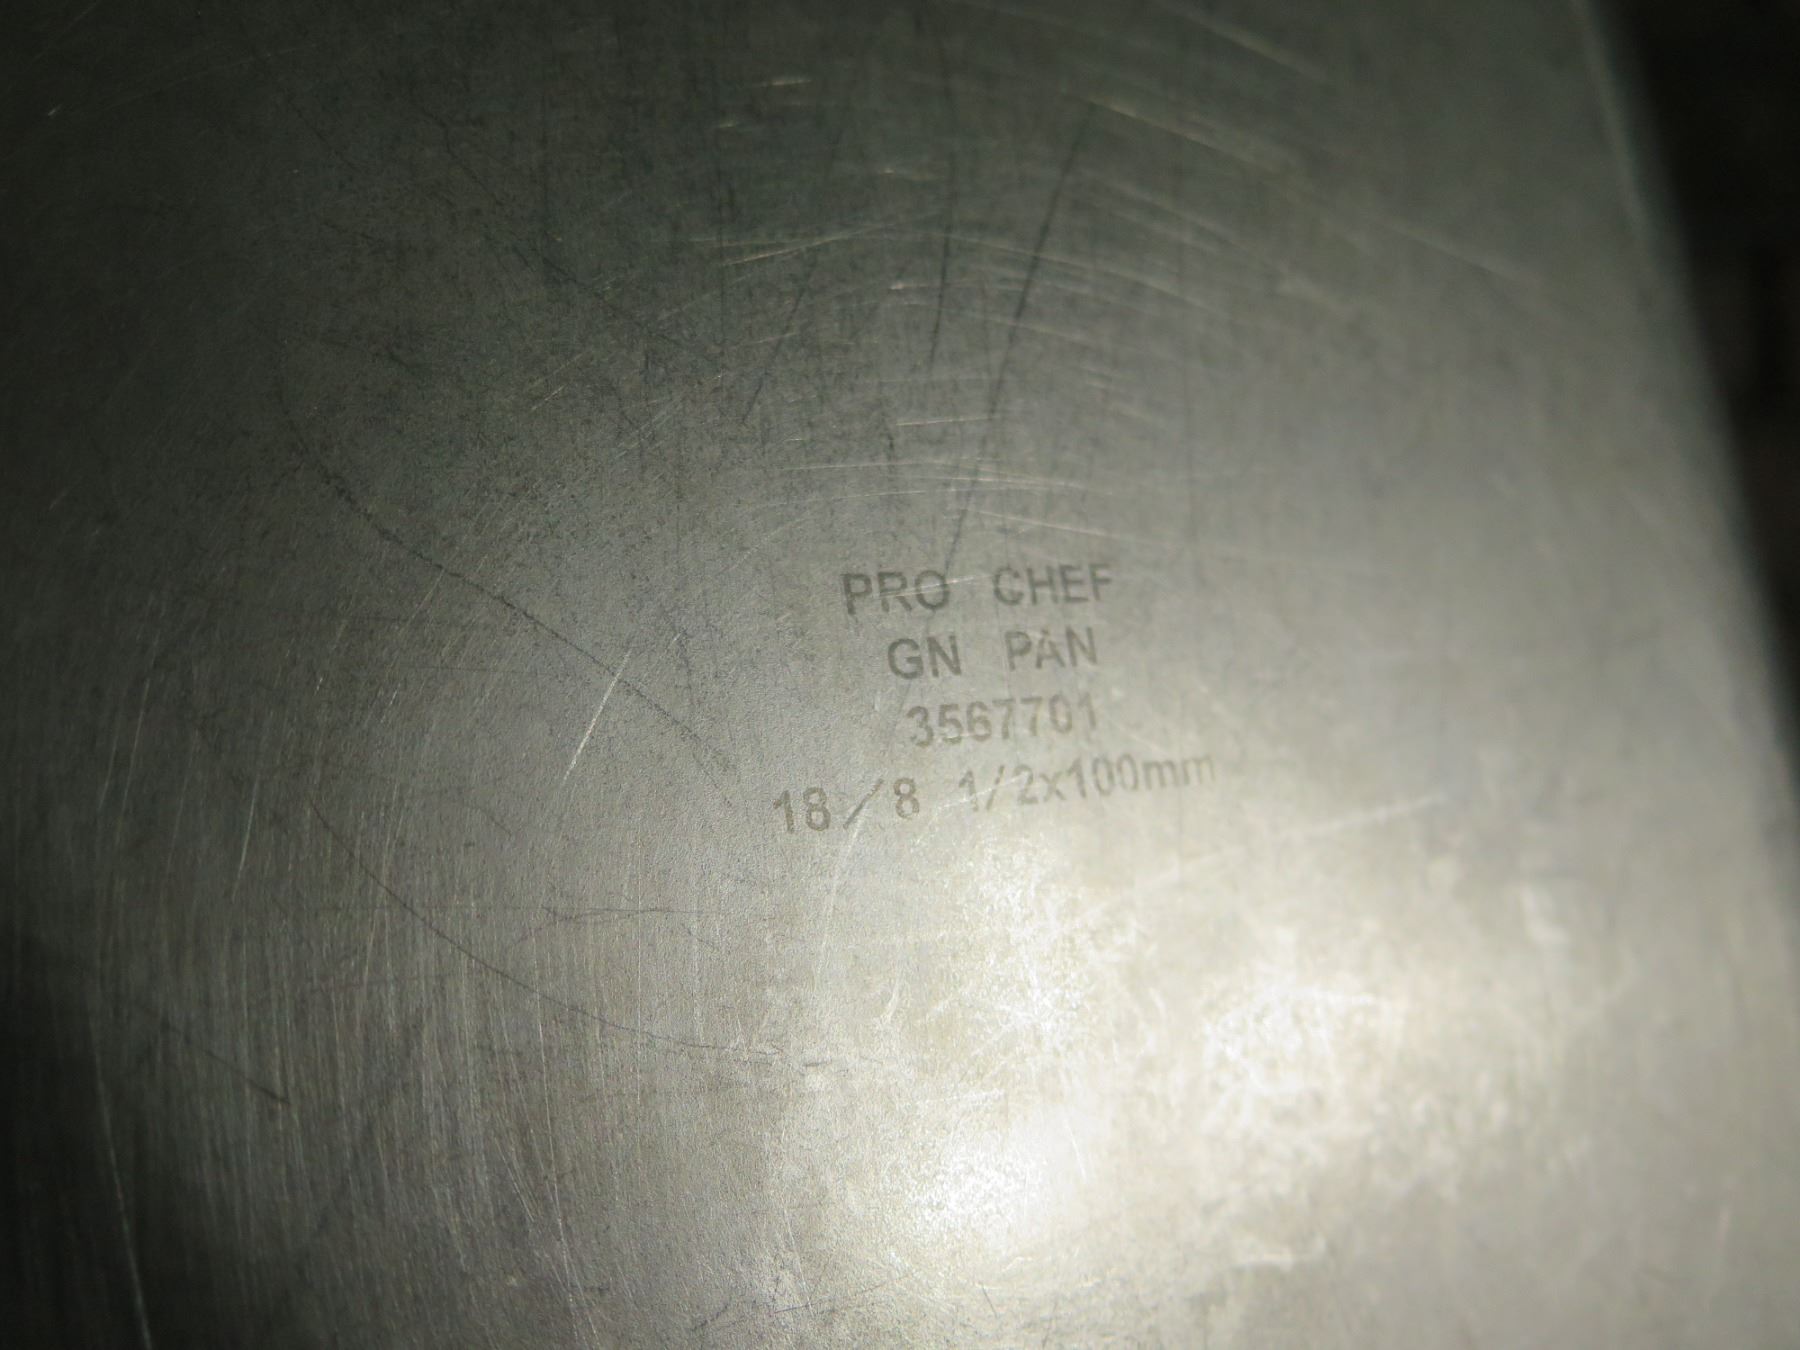 PRO CHEF
GN PAN
3567701
18/8 1/2x100mm